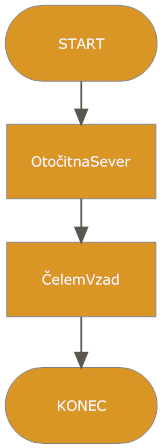 START
OtočitnaSever
ČelemVzad
KONEC